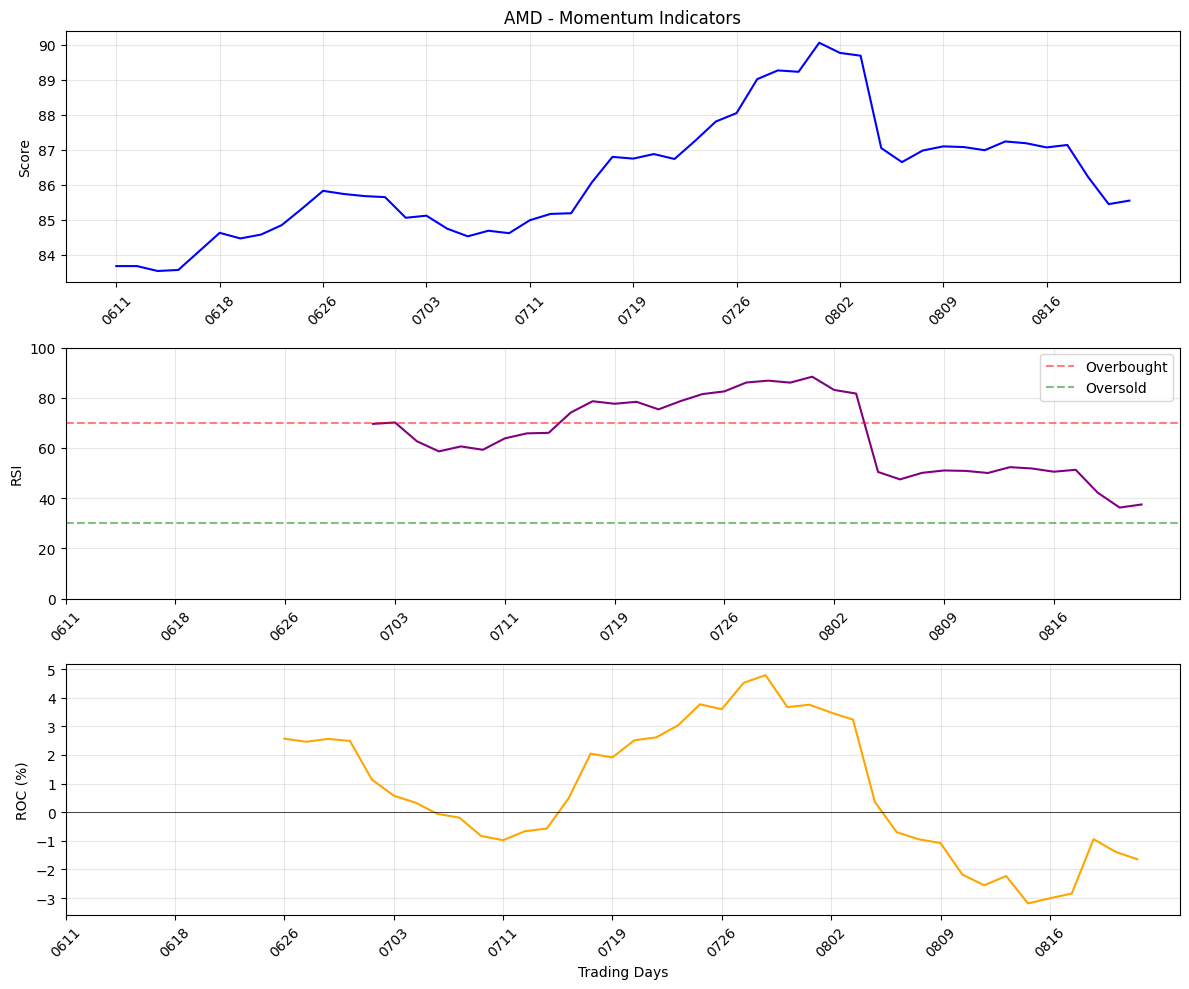 AMD - Momentum Indicators
Score
90
89
88
87
86
85
84
0611 0618 0626 0703 0711 0719 0726 0802 0809 0816
RSI
100
80
60
40
20
0
Overbought
Oversold
0611 0618 0626 0703 0711 0719 0726 0802 0809 0816
ROC (%)
5
4
3
2
1
0
−1
−2
−3
0611 0618 0626 0703 0711 0719 0726 0802 0809 0816
Trading Days